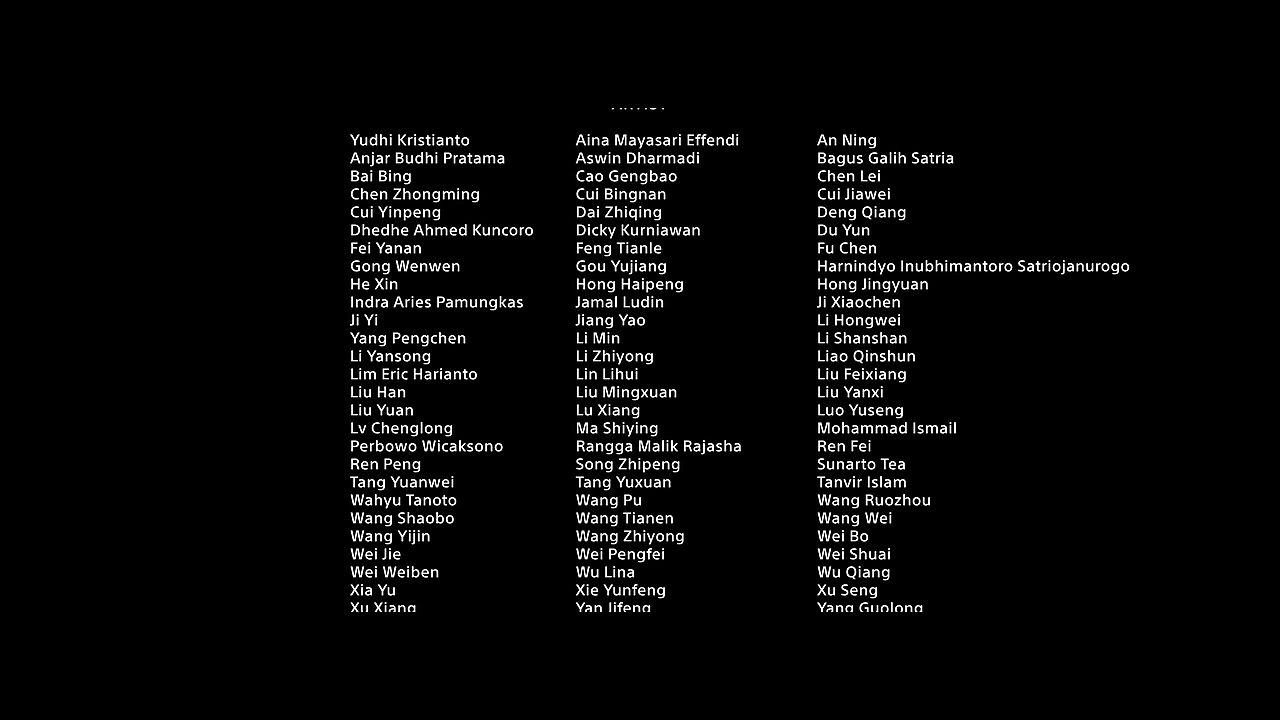 ARTIST
Yudhi Kristianto Aina Mayasari Effendi An Ning
Anjar Budhi Pratama Aswin Dharmadi Bagus Galih Satria
Bai Bing Cao Gengbao Chen Lei
Chen Zhongming Cui Bingnan Cui Jiawei
Cui Yinpeng Dai Zhiqing Deng Qiang
Dhedhe Ahmed Kuncoro Dicky Kurniawan Du Yun
Fei Yanan Feng Tianle Fu Chen
Gong Wenwen Gou Yujiang Harnindyo Inubhimantoro Satriojanurogo
He Xin Hong Haipeng Hong Jingyuan
Indra Aries Pamungkas Jamal Ludin Ji Xiaochen
Ji Yi Jiang Yao Li Hongwei
Yang Pengchen Li Min Li Shanshan
Li Yansong Li Zhiyong Liao Qinshun
Lim Eric Harianto Lin Lihui Liu Feixiang
Liu Han Liu Mingxuan Liu Yanxi
Liu Yuan Lu Xiang Luo Yuseng
Lv Chenglong Ma Shiying Mohammad Ismail
Perbowo Wicaksono Rangga Malik Rajasha Ren Fei
Ren Peng Song Zhipeng Sunarto Tea
Tang Yuanwei Tang Yuxuan Tanvir Islam
Wahyu Tanoto Wang Pu Wang Ruozhou
Wang Shaobo Wang Tianen Wang Wei
Wang Yijin Wang Zhiyong Wei Bo
Wei Jie Wei Pengfei Wei Shuai
Wei Weiben Wu Lina Wu Qiang
Xia Yu Xie Yunfeng Xu Seng
Xu Xiang Yan Jifeng Yang Guolong